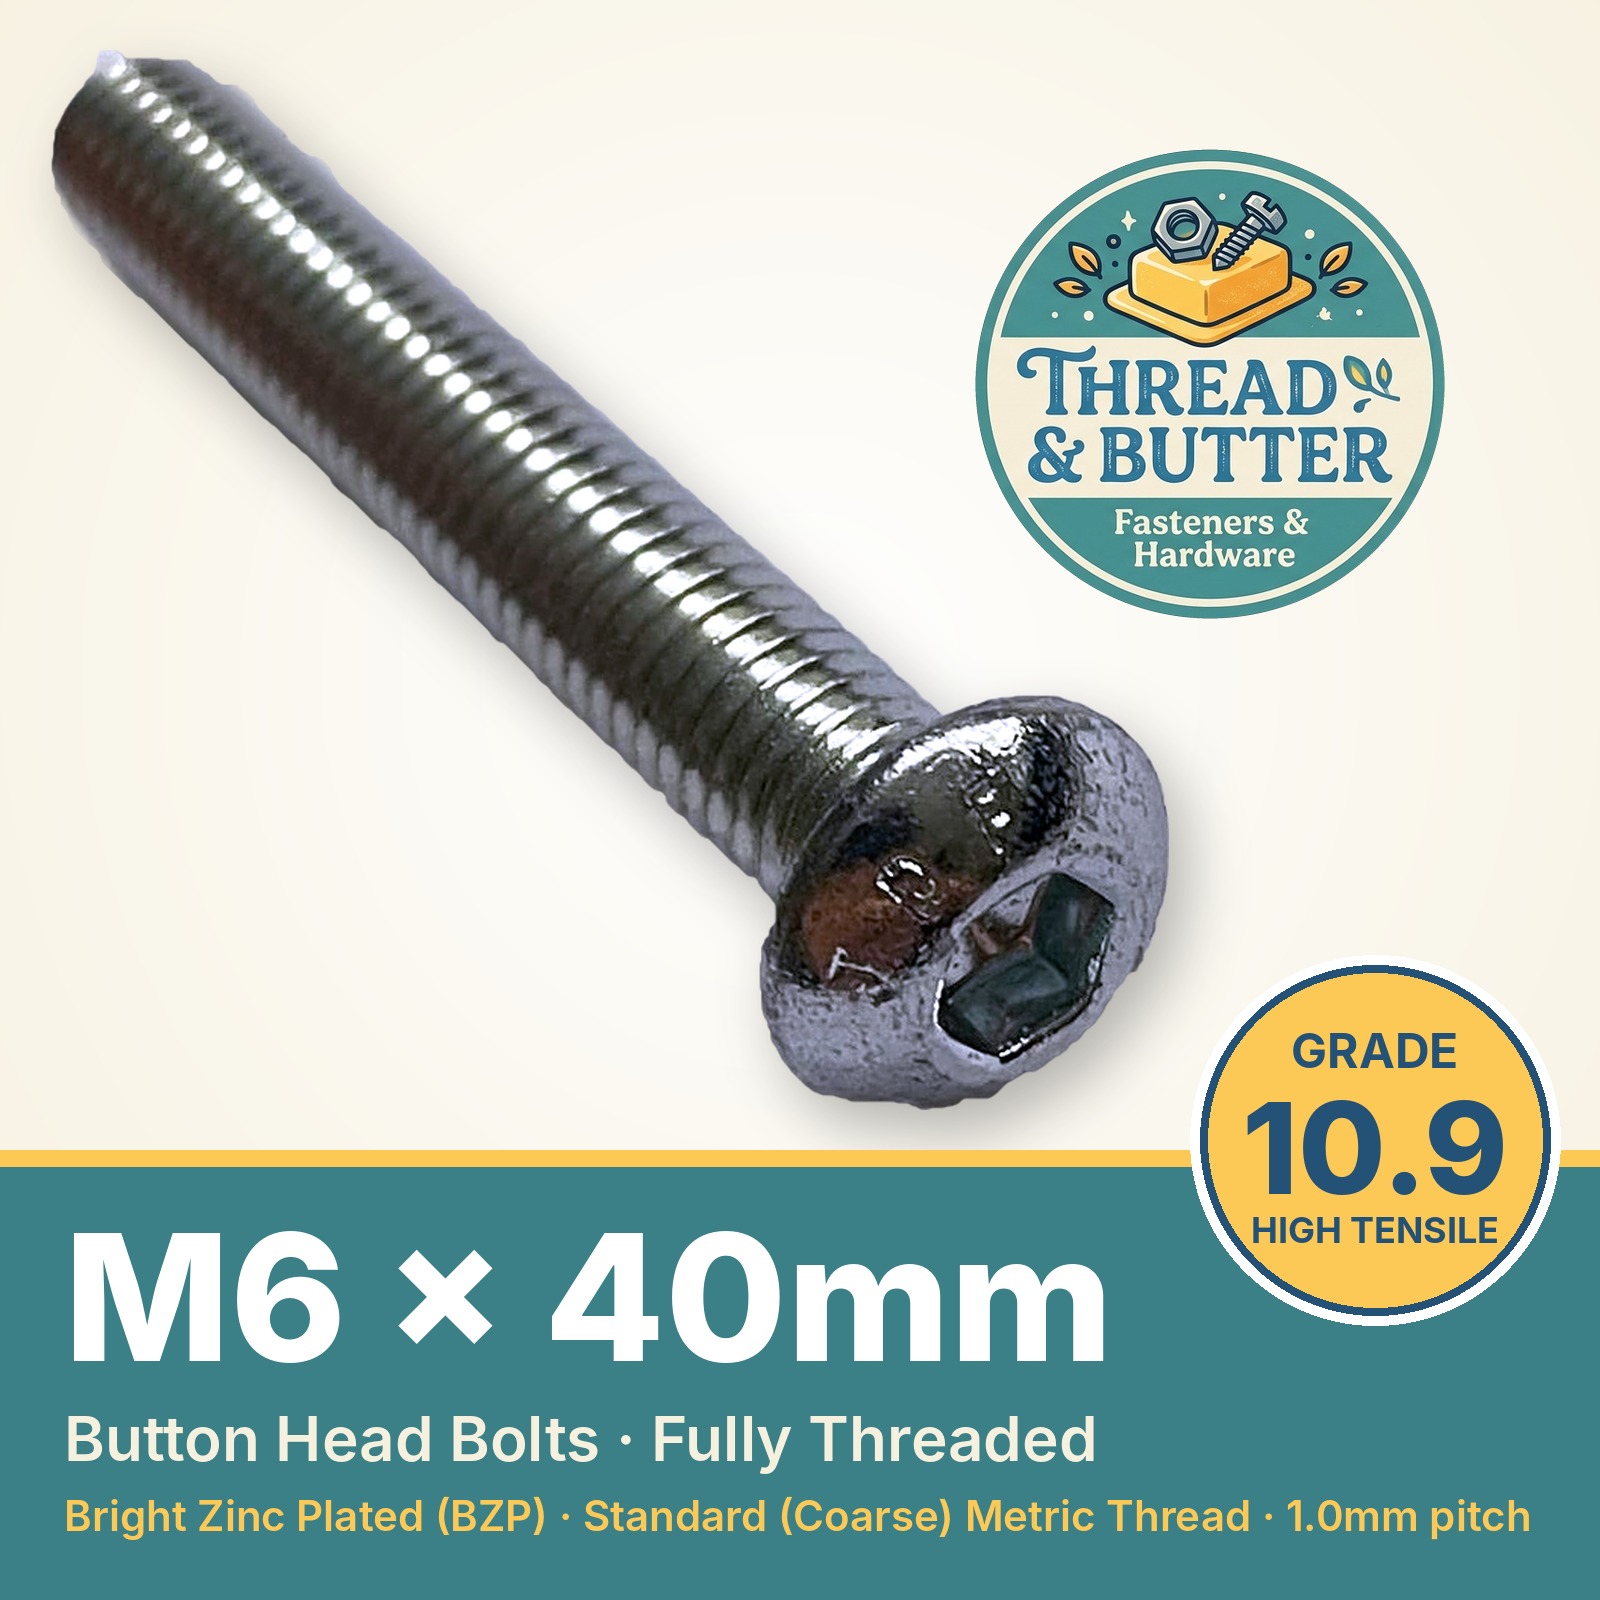 THREAD
& BUTTER
Fasteners &
Hardware
GRADE
10.9
HIGH TENSILE
M6 × 40mm
Button Head Bolts · Fully Threaded
Bright Zinc Plated (BZP) · Standard (Coarse) Metric Thread · 1.0mm pitch